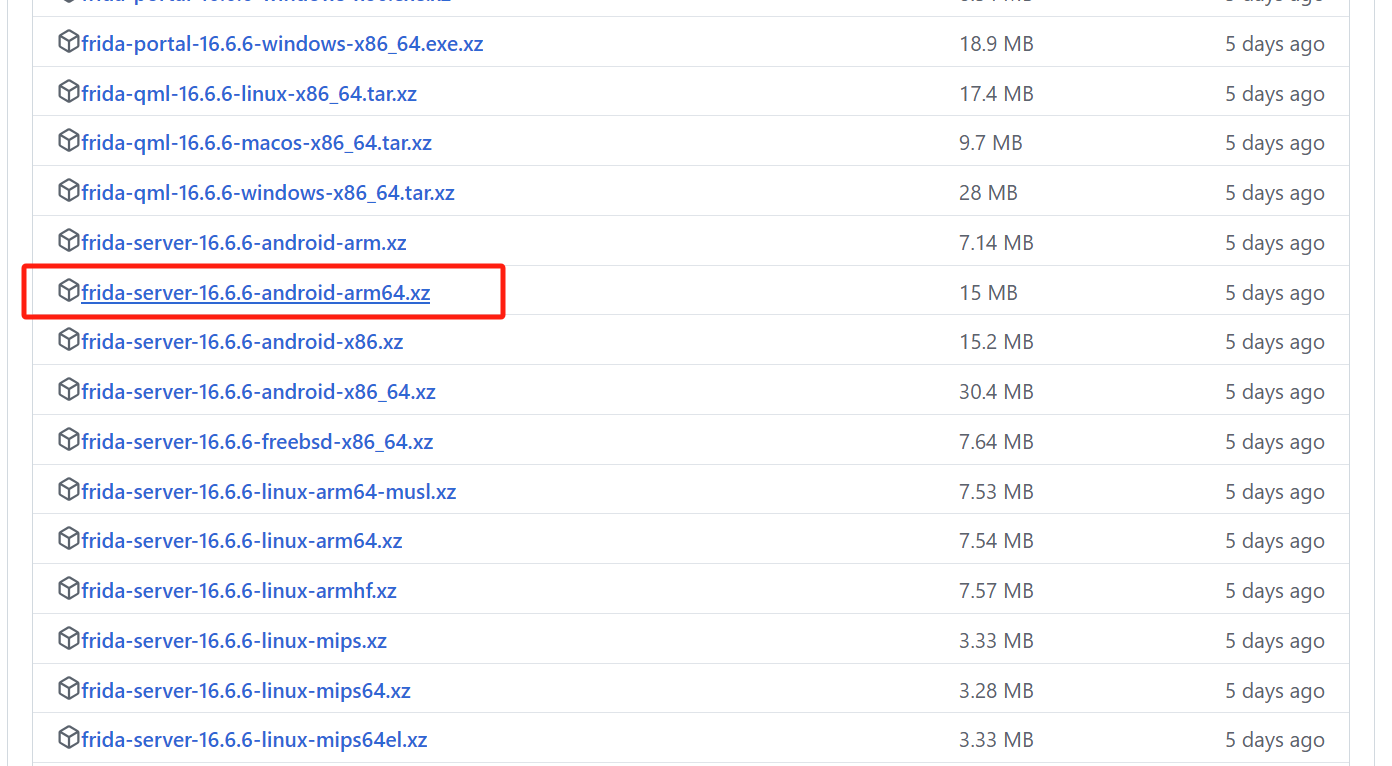 frida-portal-16.6.6-windows-x86_64.exe.xz 18.9 MB 5 days ago
frida-qml-16.6.6-linux-x86_64.tar.xz 17.4 MB 5 days ago
frida-qml-16.6.6-macos-x86_64.tar.xz 9.7 MB 5 days ago
frida-qml-16.6.6-windows-x86_64.tar.xz 28 MB 5 days ago
frida-server-16.6.6-android-arm.xz 7.14 MB 5 days ago
frida-server-16.6.6-android-arm64.xz 15 MB 5 days ago
frida-server-16.6.6-android-x86.xz 15.2 MB 5 days ago
frida-server-16.6.6-android-x86_64.xz 30.4 MB 5 days ago
frida-server-16.6.6-freebsd-x86_64.xz 7.64 MB 5 days ago
frida-server-16.6.6-linux-arm64-musl.xz 7.53 MB 5 days ago
frida-server-16.6.6-linux-arm64.xz 7.54 MB 5 days ago
frida-server-16.6.6-linux-armhf.xz 7.57 MB 5 days ago
frida-server-16.6.6-linux-mips.xz 3.33 MB 5 days ago
frida-server-16.6.6-linux-mips64.xz 3.28 MB 5 days ago
frida-server-16.6.6-linux-mips64el.xz 3.33 MB 5 days ago